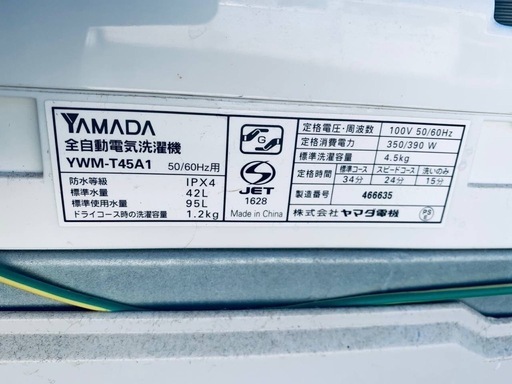 YAMADA
全自動電気洗濯機
YWM-T45A1 50/60Hz用
防水等級 IPX4
標準水量 42L
標準使用水量 95L
ドライコース時の洗濯容量 1.2kg
G
S
JET
1628
Made in China
定格電圧・周波数 100V 50/60Hz
定格消費電力 350/390 W
標準洗濯容量 4.5kg
定格時間 標準コース スピードコース 洗いのみ
34分 24分 15分
製造番号 466635
株式会社 ヤマダ電機
PS
E